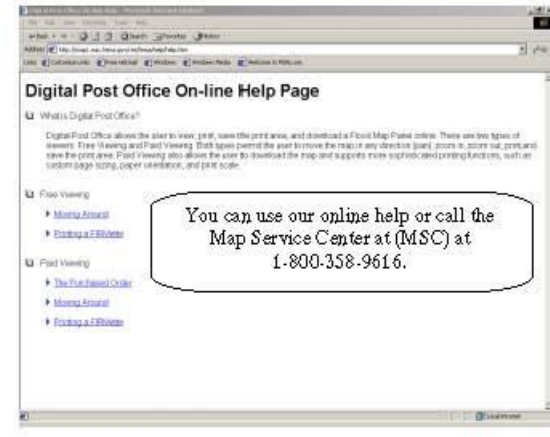 Digital Post Office On-line Help Page
What is Digital Post Office?
Digital Post Office allows the user to view, print, save the print area, and download a Flood Map Panel online. There are two types of
viewers: Free Viewing and Paid Viewing. Both types permit the user to move the map in any direction (pan), zoom in, zoom out, print and
save the print area. Paid Viewing also allows the user to download the map and supports more sophisticated printing functions, such as
custom page sizing, paper orientation, and print scale.
Free Viewing
Moving Around
Printing a FIRMette
You can use our online help or call the
Map Service Center at (MSC) at
1-800-358-9616.
Paid Viewing
The Purchased Order
Moving Around
Printing a FIRMette
Local intranet